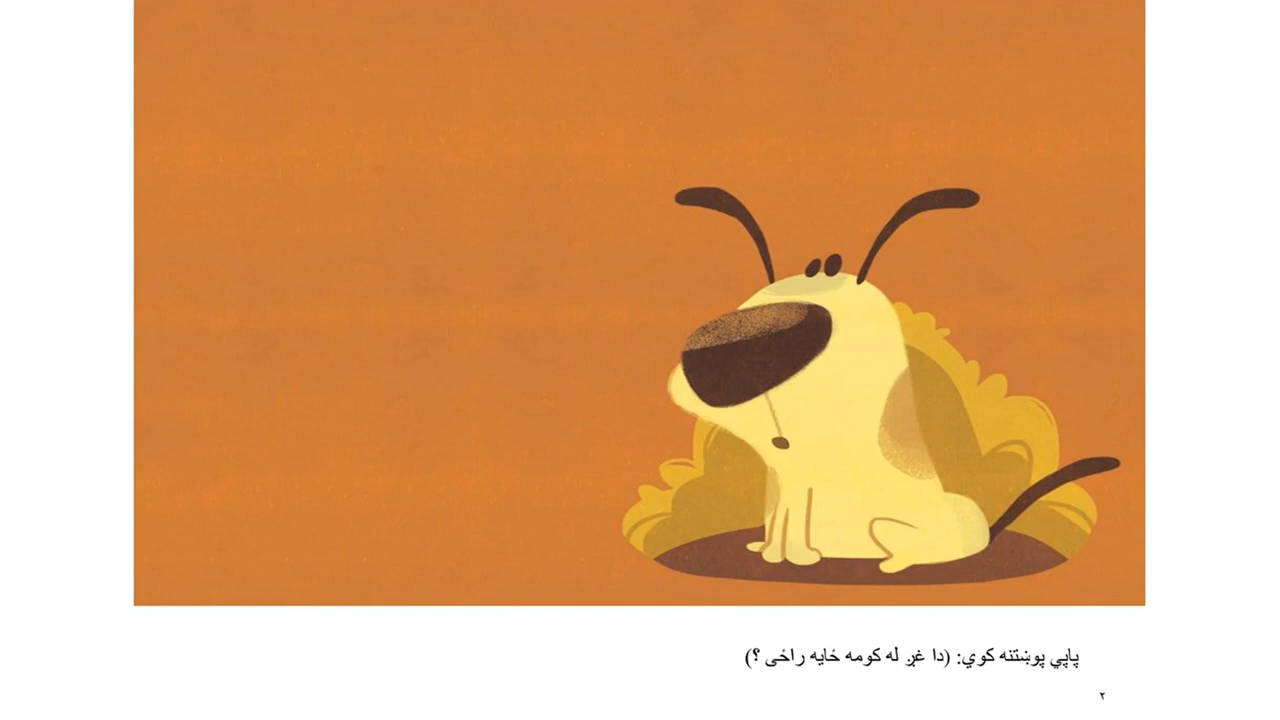 پاپي پوښتنه کوي: (دا غږ له کومه ځایه راځی ؟)
۲